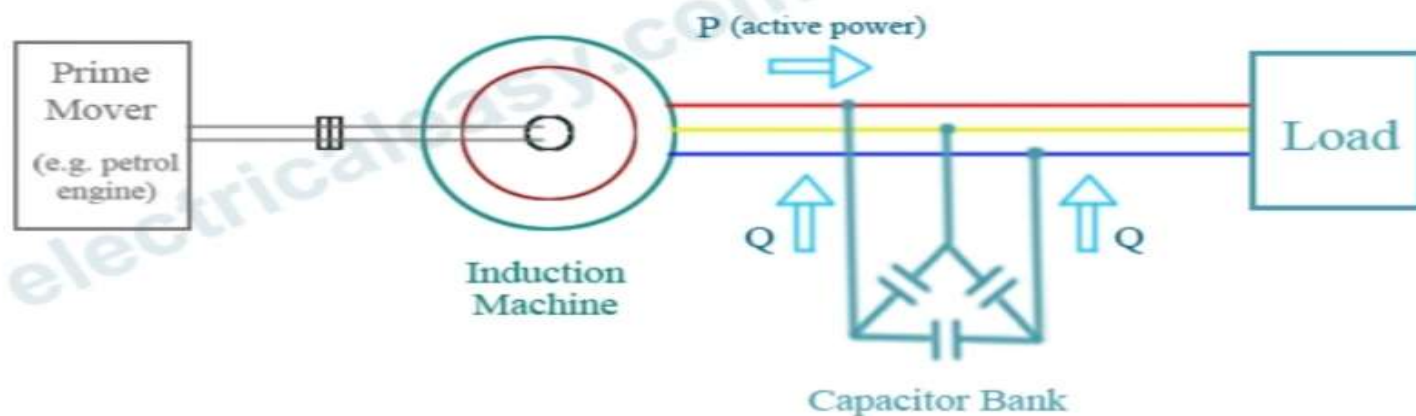 P (active power)
Prime
Mover
(e.g. petrol
engine)
Load
Q
Q
Induction
Machine
Capacitor Bank
electricaleasy.com